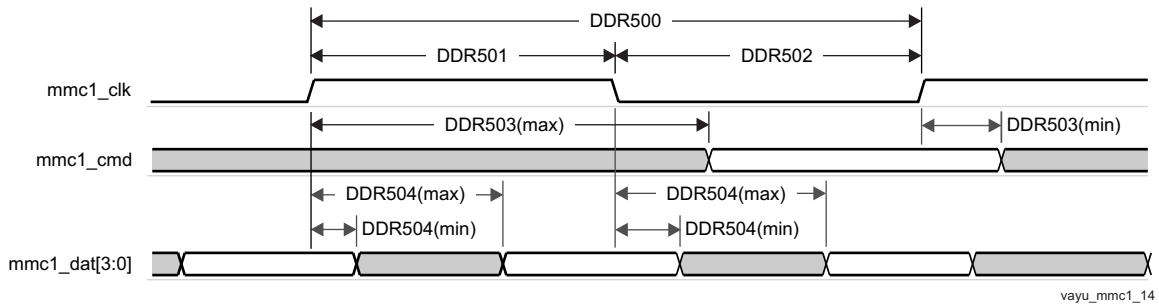 DDR500
DDR501 DDR502
mmc1_clk
DDR503(max) DDR503(min)
mmc1_cmd
DDR504(max) DDR504(max)
DDR504(min) DDR504(min)
mmc1_dat[3:0]
vayu_mmc1_14